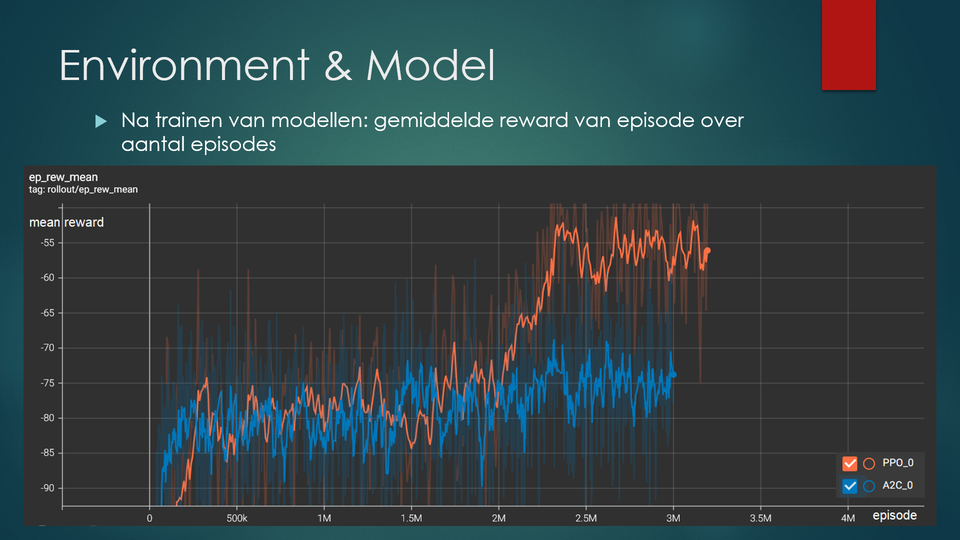 Environment & Model
Na trainen van modellen: gemiddelde reward van episode over
aantal episodes
ep_rew_mean
tag: rollout/ep_rew_mean
mean reward
-55
-60
-65
-70
-75
-80
-85
-90
PPO_0
A2C_0
0 500k 1M 1.5M 2M 2.5M 3M 3.5M 4M episode